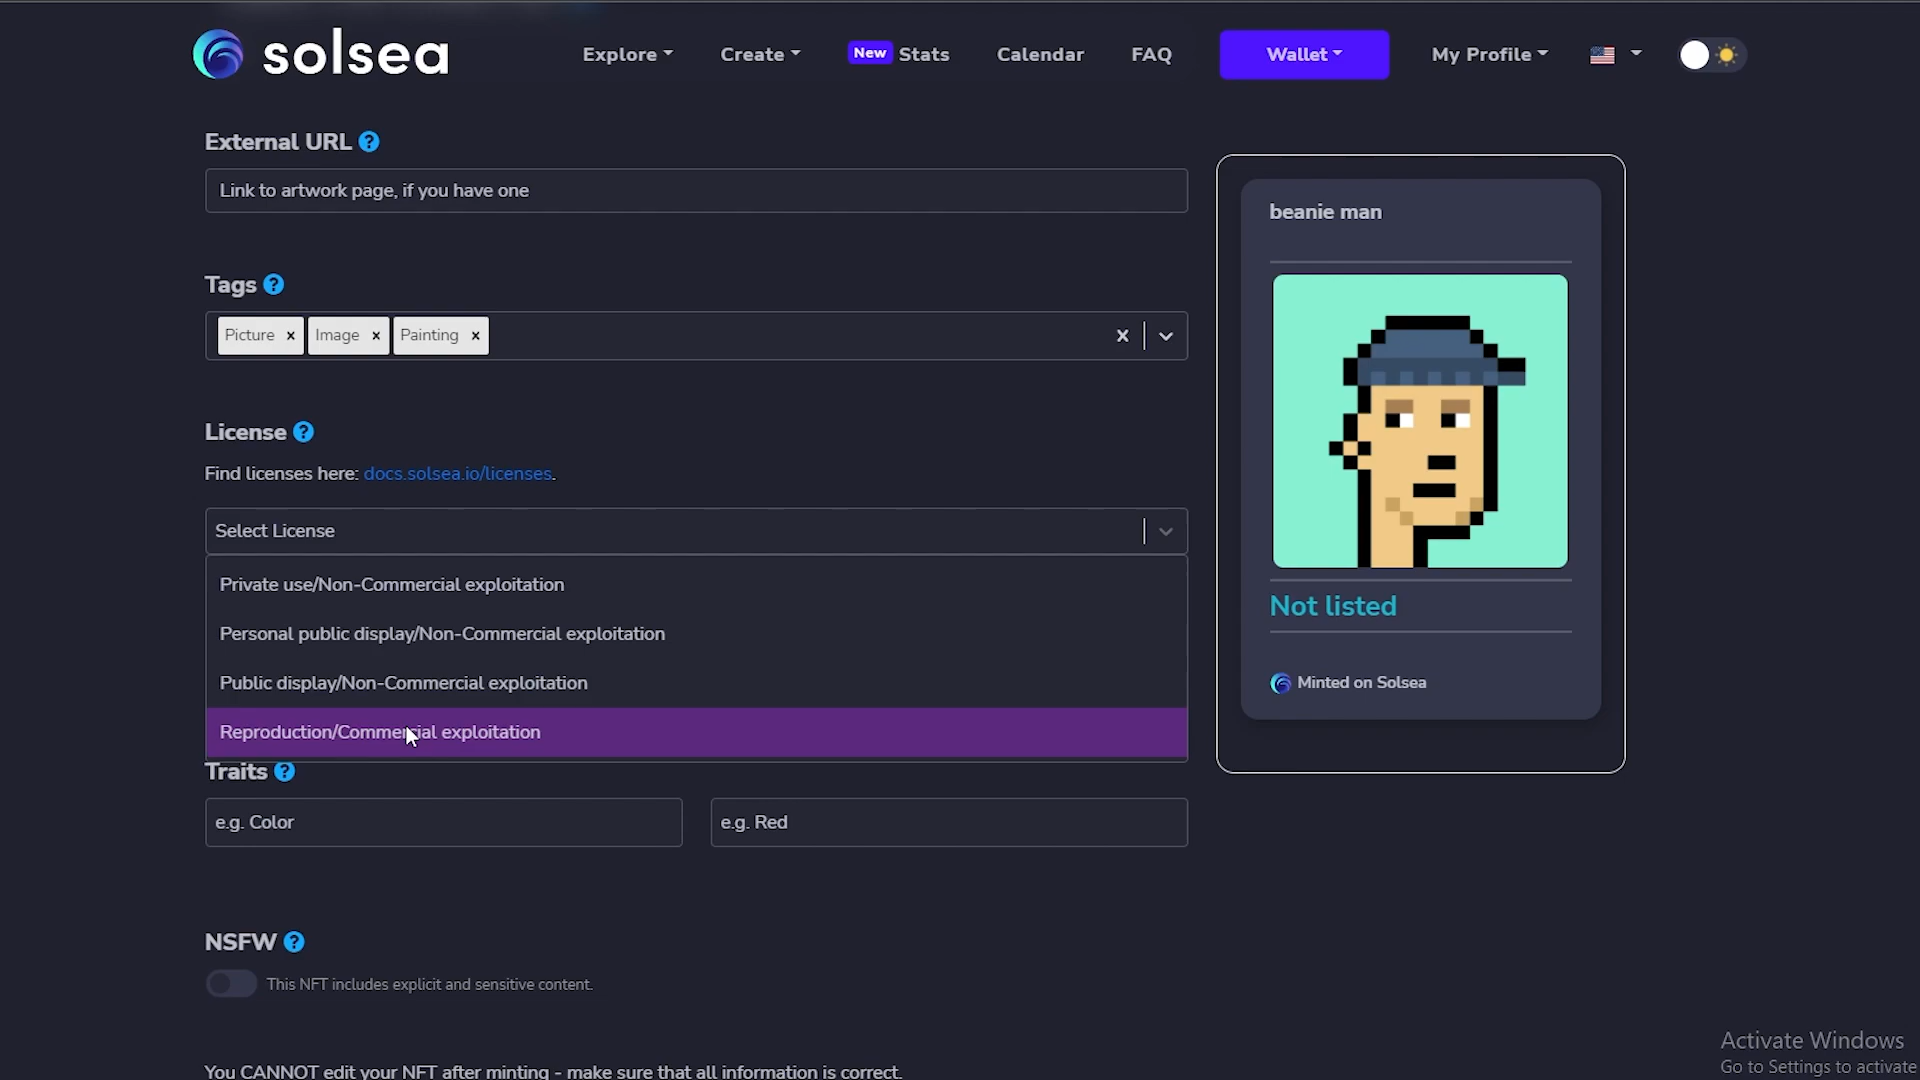 solsea
Explore
Create
New Stats
Calendar
FAQ
Wallet
My Profile
External URL ?
Link to artwork page, if you have one
Tags ?
Picture × Image × Painting ×
License ?
Find licenses here: docs.solsea.io/licenses.
Select License
Private use/Non-Commercial exploitation
Personal public display/Non-Commercial exploitation
Public display/Non-Commercial exploitation
Reproduction/Commercial exploitation
Traits ?
e.g. Color
e.g. Red
NSFW ?
This NFT includes explicit and sensitive content.
You CANNOT edit your NFT after minting - make sure that all information is correct.
beanie man
Not listed
Minted on Solsea
Activate Windows
Go to Settings to activate